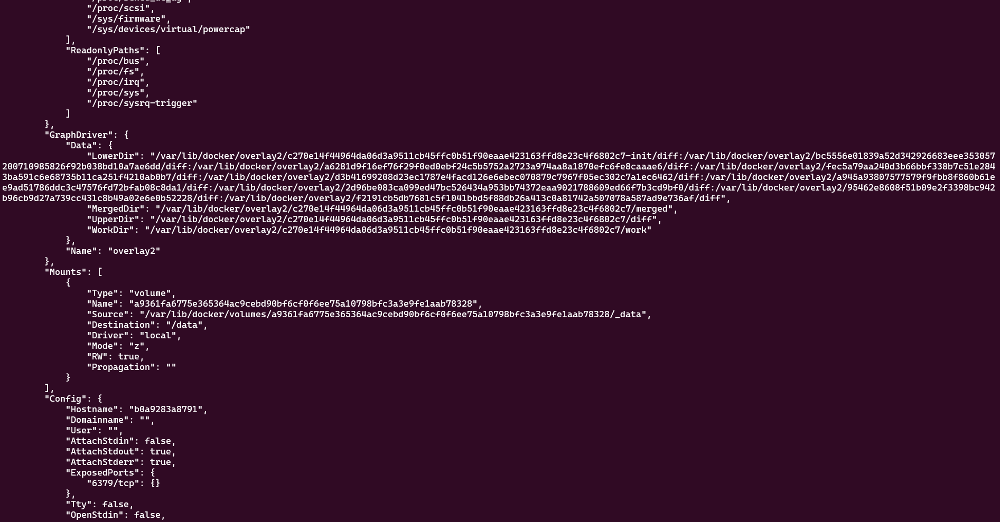 "/proc/scsi",
"/sys/firmware",
"/sys/devices/virtual/powercap"
],
"ReadonlyPaths": [
"/proc/bus",
"/proc/fs",
"/proc/irq",
"/proc/sys",
"/proc/sysrq-trigger"
]
},
"GraphDriver": {
"Data": {
"LowerDir": "/var/lib/docker/overlay2/c270e14f44964da06d3a9511cb45ffc0b51f90eaae423163ffd8e23c4f6802c7-init/diff:/var/lib/docker/overlay2/bc5556e01839a52d342926683eee353057
200710985826f92b038bd10a7ae6dd/diff:/var/lib/docker/overlay2/a6281d9f16ef76f29f0ed0ebf24c5b5752a2723a974aa8a1870efc6fe8caaae6/diff:/var/lib/docker/overlay2/fec5a79aa240d3b66bbf338b7c51e284
3ba591c6e68735b11ca251f4210ab0b7/diff:/var/lib/docker/overlay2/d3b41699208d23ec1787e4facd126e6ebec070879c7967f05ec302c7a1ec6462/diff:/var/lib/docker/overlay2/a945a93807577579f9fbb8f860b61e
e9ad51786ddc3c47576fd72bfab08c8da1/diff:/var/lib/docker/overlay2/2d96be083ca099ed47bc526434a953bb74372eaa9021788609ed66f7b3cd9bf0/diff:/var/lib/docker/overlay2/95462e8608f51b09e2f3398bc942
b96cb9d27a739cc431c8b49a02e6e0b52228/diff:/var/lib/docker/overlay2/f2191cb5db7681c5f1041bbd5f88db26a413c0a81742a507078a587ad9e736af/diff",
"MergedDir": "/var/lib/docker/overlay2/c270e14f44964da06d3a9511cb45ffc0b51f90eaae423163ffd8e23c4f6802c7/merged",
"UpperDir": "/var/lib/docker/overlay2/c270e14f44964da06d3a9511cb45ffc0b51f90eaae423163ffd8e23c4f6802c7/diff",
"WorkDir": "/var/lib/docker/overlay2/c270e14f44964da06d3a9511cb45ffc0b51f90eaae423163ffd8e23c4f6802c7/work"
},
"Name": "overlay2"
},
"Mounts": [
{
"Type": "volume",
"Name": "a9361fa6775e365364ac9cebd90bf6cf0f6ee75a10798bfc3a3e9fe1aab78328",
"Source": "/var/lib/docker/volumes/a9361fa6775e365364ac9cebd90bf6cf0f6ee75a10798bfc3a3e9fe1aab78328/_data",
"Destination": "/data",
"Driver": "local",
"Mode": "z",
"RW": true,
"Propagation": ""
}
],
"Config": {
"Hostname": "b0a9283a8791",
"Domainname": "",
"User": "",
"AttachStdin": false,
"AttachStdout": true,
"AttachStderr": true,
"ExposedPorts": {
"6379/tcp": {}
},
"Tty": false,
"OpenStdin": false,